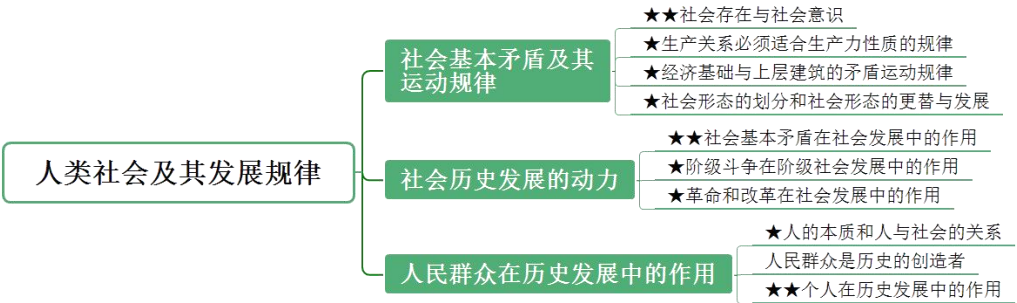 人类社会及其发展规律
社会基本矛盾及其
运动规律
★★社会存在与社会意识
★生产关系必须适合生产力性质的规律
★经济基础与上层建筑的矛盾运动规律
★社会形态的划分和社会形态的更替与发展
社会历史发展的动力
★★社会基本矛盾在社会发展中的作用
★阶级斗争在阶级社会发展中的作用
★革命和改革在社会发展中的作用
人民群众在历史发展中的作用
★人的本质和人与社会的关系
人民群众是历史的创造者
★★个人在历史发展中的作用